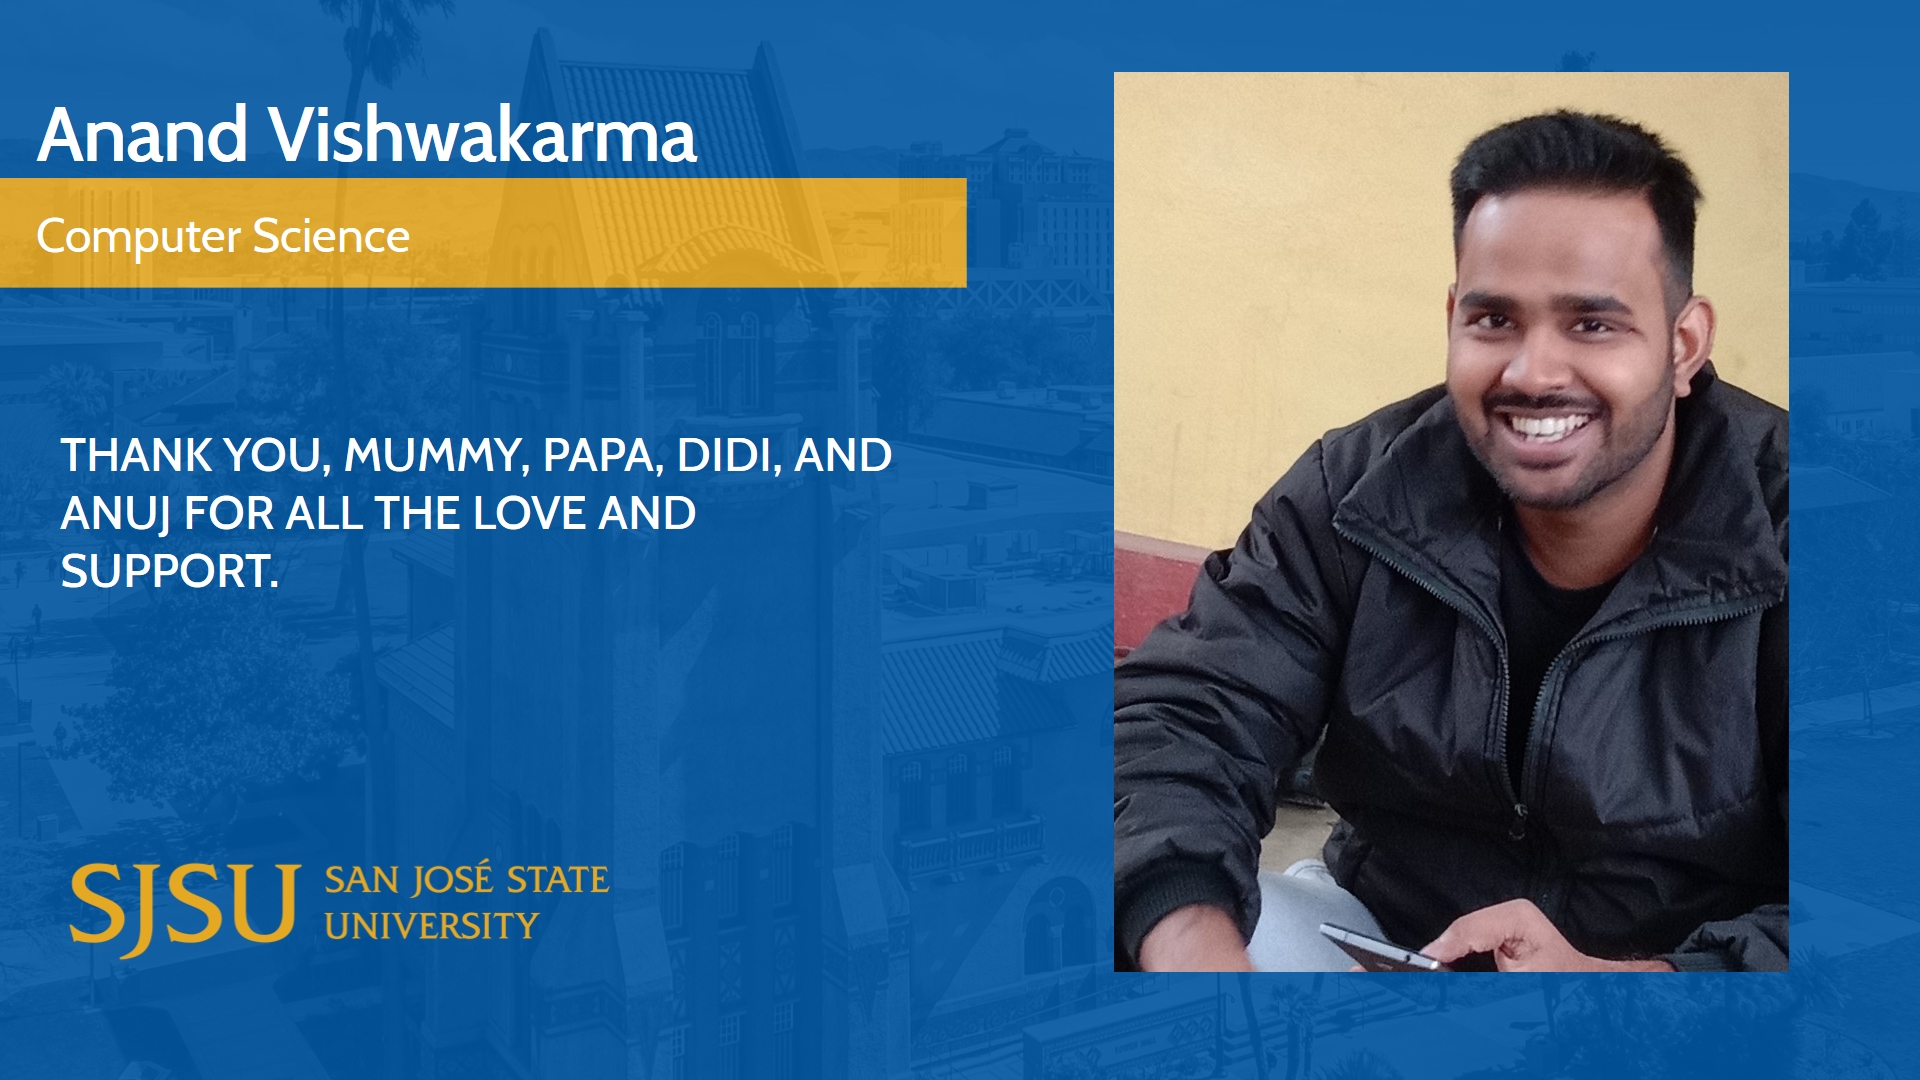 Anand Vishwakarma
Computer Science
THANK YOU, MUMMY, PAPA, DIDI, AND
ANUJ FOR ALL THE LOVE AND
SUPPORT.
SJSU SAN JOSÉ STATE
UNIVERSITY